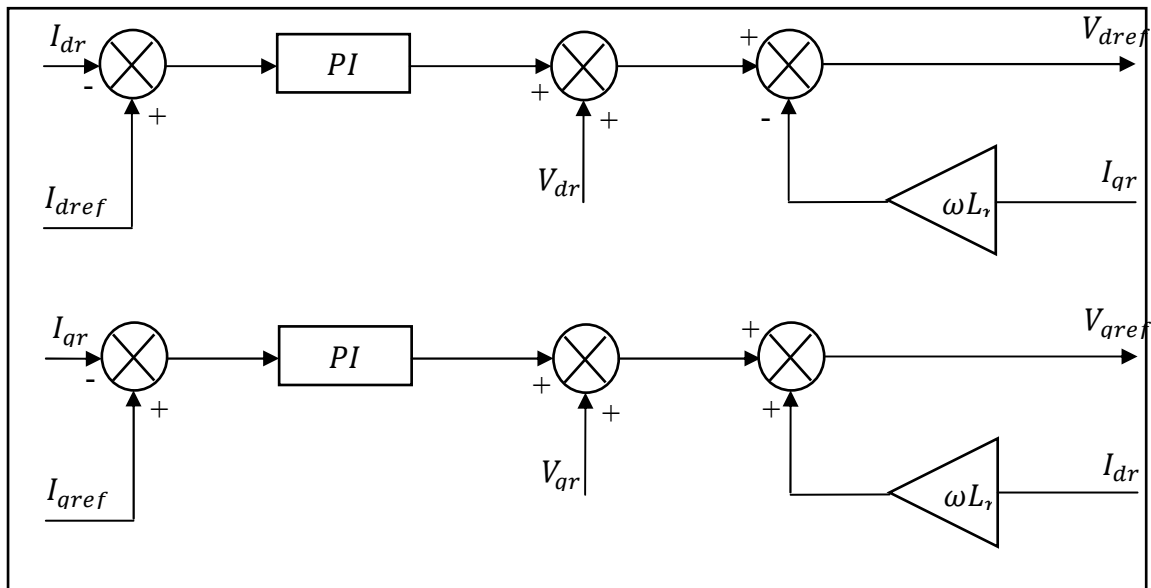 I_dr
-
+
I_dref
PI
+
+
V_dr
+
-
V_dref
I_qr
ωL_r
I_qr
-
+
I_qref
PI
+
+
V_qr
+
+
V_qref
I_dr
ωL_r